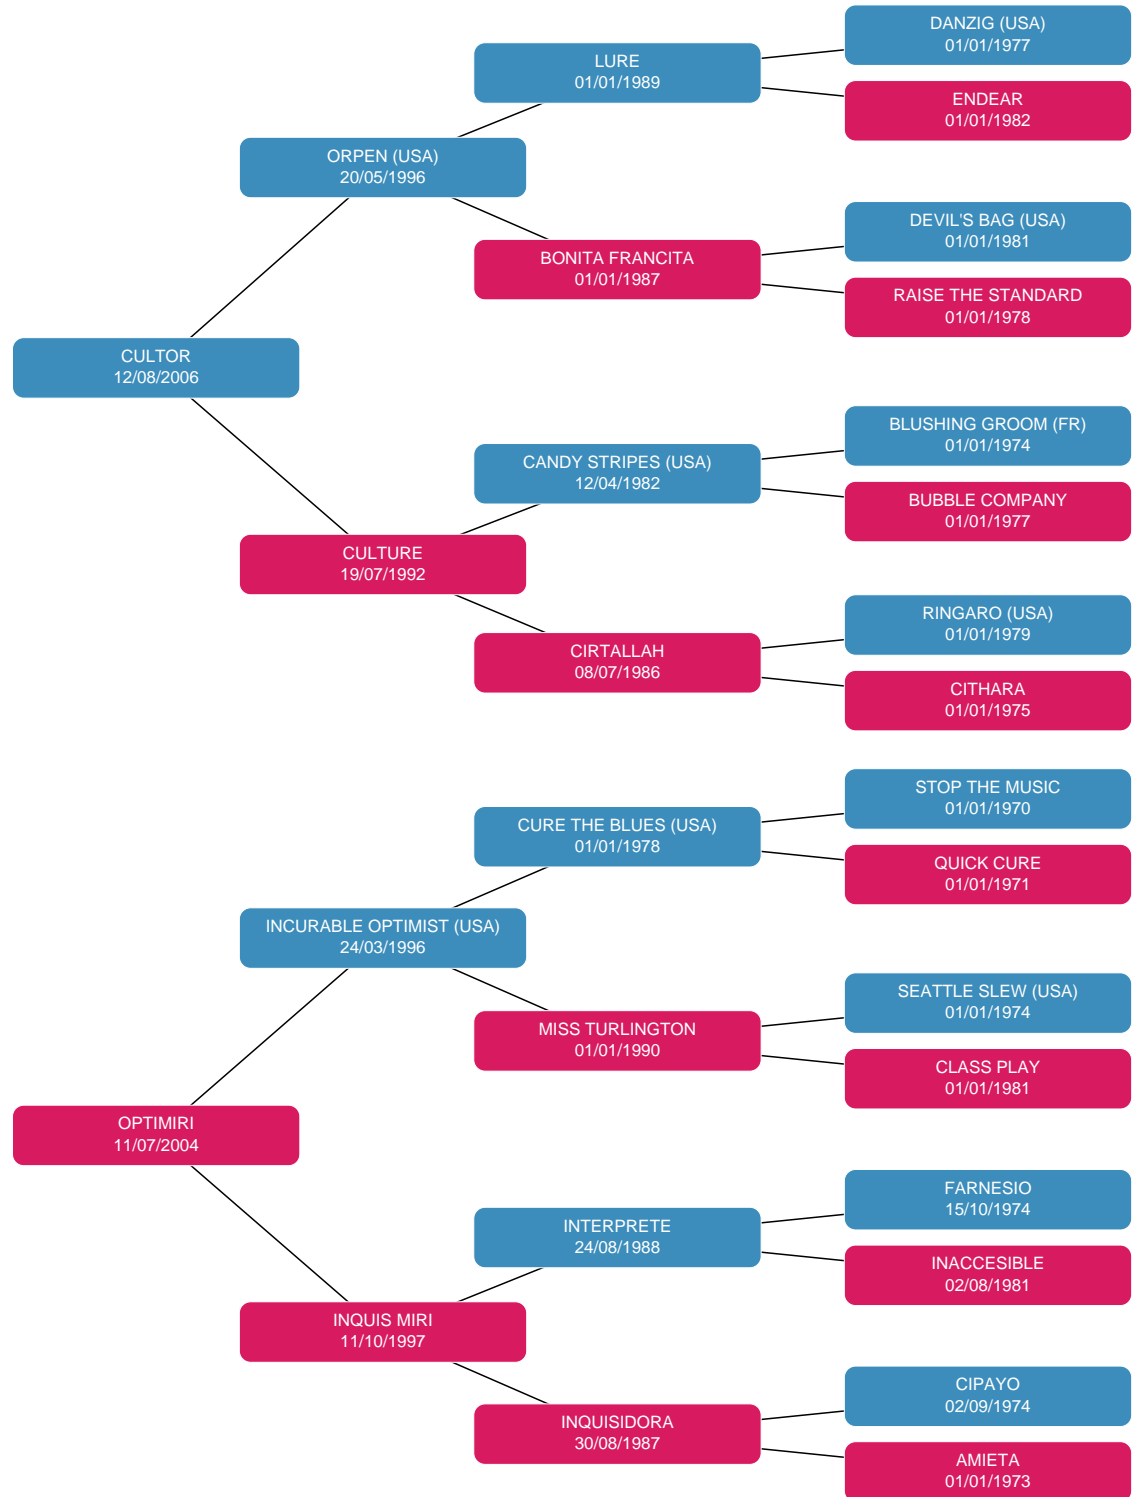 DANZIG (USA)
01/01/1977
LURE
01/01/1989
ENDEAR
01/01/1982
ORPEN (USA)
20/05/1996
DEVIL'S BAG (USA)
01/01/1981
BONITA FRANCITA
01/01/1987
RAISE THE STANDARD
01/01/1978
CULTOR
12/08/2006
BLUSHING GROOM (FR)
01/01/1974
CANDY STRIPES (USA)
12/04/1982
BUBBLE COMPANY
01/01/1977
CULTURE
19/07/1992
RINGARO (USA)
01/01/1979
CIRTALLAH
08/07/1986
CITHARA
01/01/1975
STOP THE MUSIC
01/01/1970
CURE THE BLUES (USA)
01/01/1978
QUICK CURE
01/01/1971
INCURABLE OPTIMIST (USA)
24/03/1996
SEATTLE SLEW (USA)
01/01/1974
MISS TURLINGTON
01/01/1990
CLASS PLAY
01/01/1981
OPTIMIRI
11/07/2004
FARNESIO
15/10/1974
INTERPRETE
24/08/1988
INACCESIBLE
02/08/1981
INQUIS MIRI
11/10/1997
CIPAYO
02/09/1974
INQUISIDORA
30/08/1987
AMIETA
01/01/1973